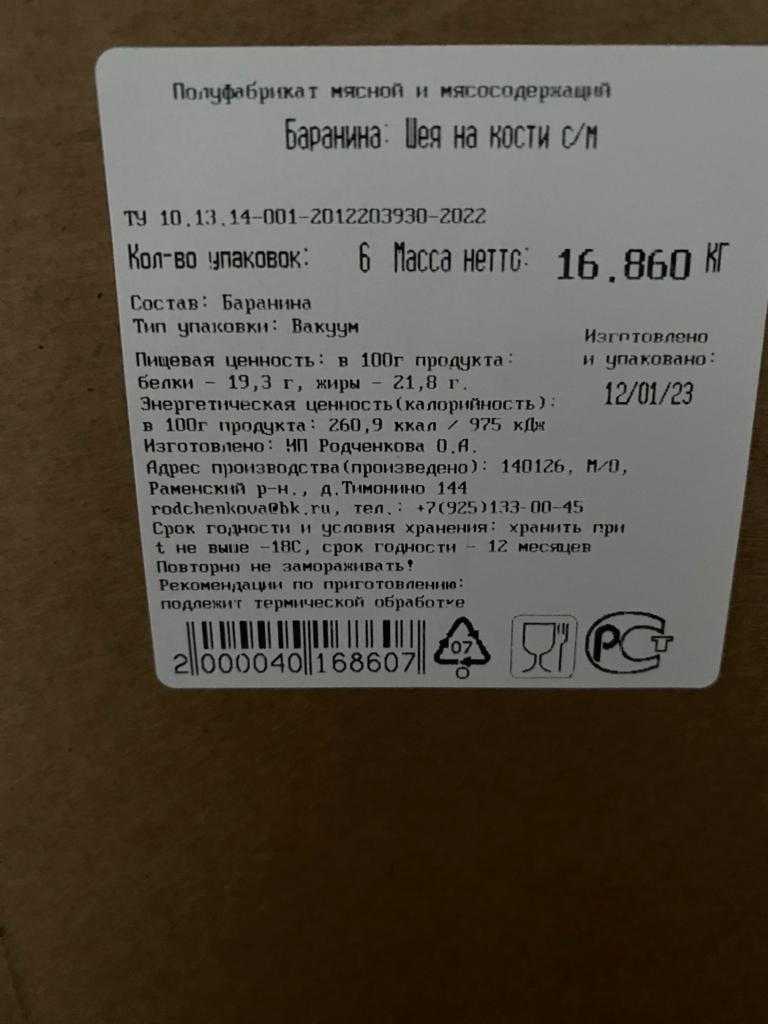 Полуфабрикат мясной и мясосодержащий
Баранина: Шея на кости с/м
ТУ 10.13.14-001-2012203930-2022
Кол-во упаковок: 6 Масса нетто: 16.860 КГ
Состав: Баранина
Тип упаковки: Вакуум
Изготовлено
и упаковано:
12/01/23
Пищевая ценность: в 100г продукта:
белки - 19,3 г, жиры - 21,8 г.
Энергетическая ценность(калорийность):
в 100г продукта: 260,9 ккал / 975 кДж
Изготовлено: ИП Родченкова О.А.
Адрес производства(произведено): 140126, М/О,
Раменский р-н., д.Тимонино 144
rodchenkova@bk.ru, тел.: +7(925)133-00-45
Срок годности и условия хранения: хранить при
t не выше -18С, срок годности - 12 месяцев
Повторно не замораживать!
Рекомендации по приготовлению:
подлежит термической обработке
2 000040 168607
07
РСТ